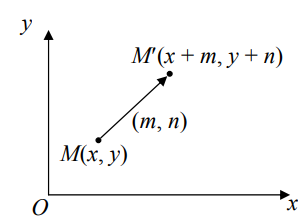 y
M′(x + m, y + n)
(m, n)
M(x, y)
O
x